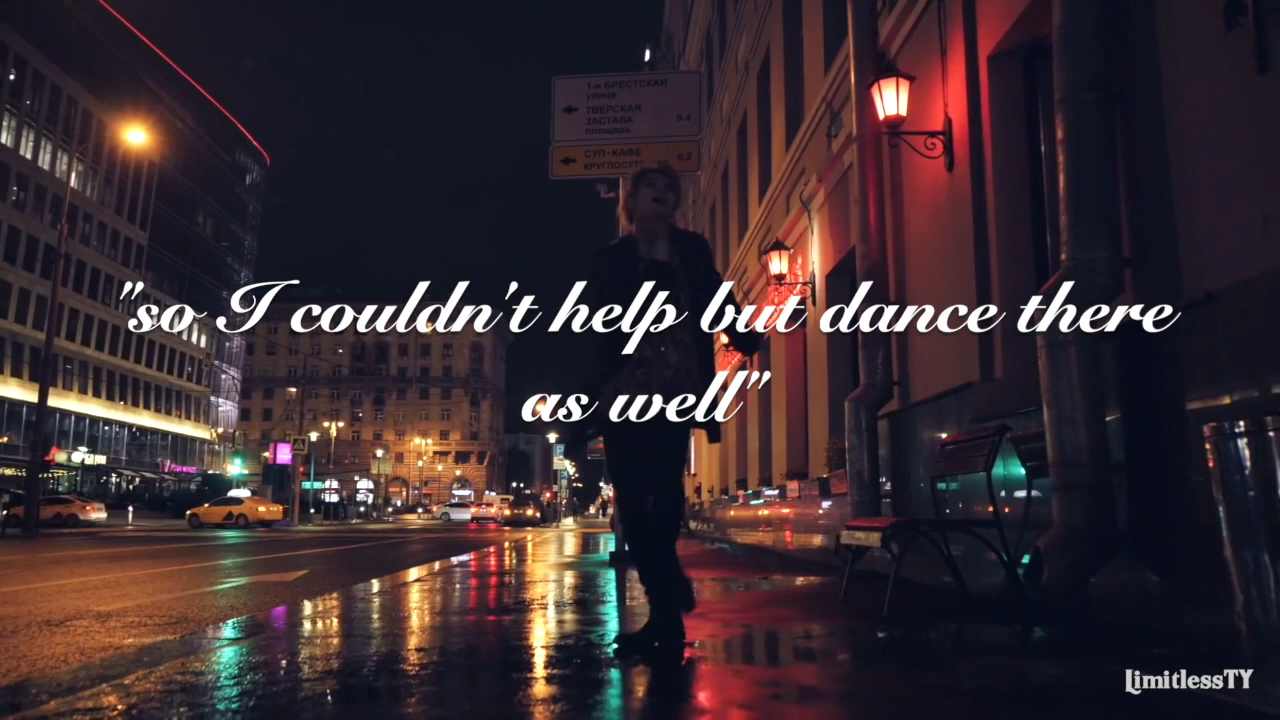 1-я БРЕСТСКАЯ
улица
ТВЕРСКАЯ
ЗАСТАВА
площадь
0.4
СУП-КАФЕ
0,2
"so I couldn't help but dance there
as well"
LimitlessTY